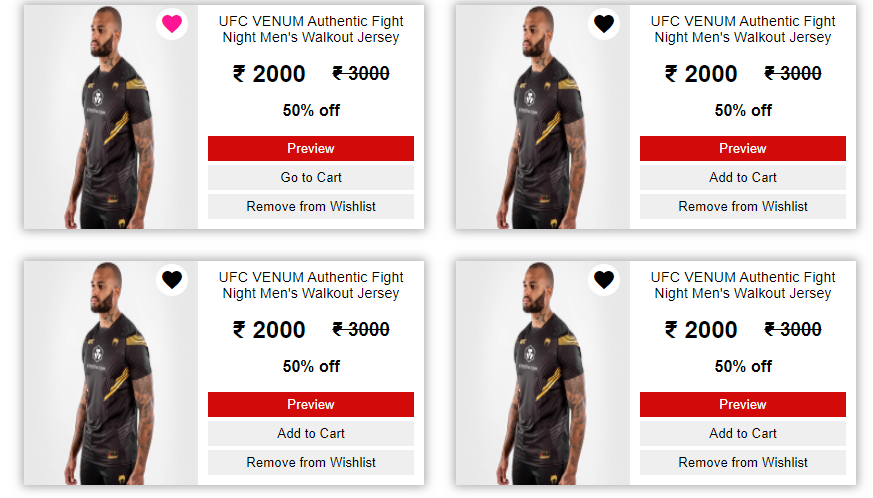 UFC VENUM Authentic Fight
Night Men's Walkout Jersey
₹ 2000 ₹ 3000
50% off
Preview
Go to Cart
Remove from Wishlist
UFC VENUM Authentic Fight
Night Men's Walkout Jersey
₹ 2000 ₹ 3000
50% off
Preview
Add to Cart
Remove from Wishlist
UFC VENUM Authentic Fight
Night Men's Walkout Jersey
₹ 2000 ₹ 3000
50% off
Preview
Add to Cart
Remove from Wishlist
UFC VENUM Authentic Fight
Night Men's Walkout Jersey
₹ 2000 ₹ 3000
50% off
Preview
Add to Cart
Remove from Wishlist